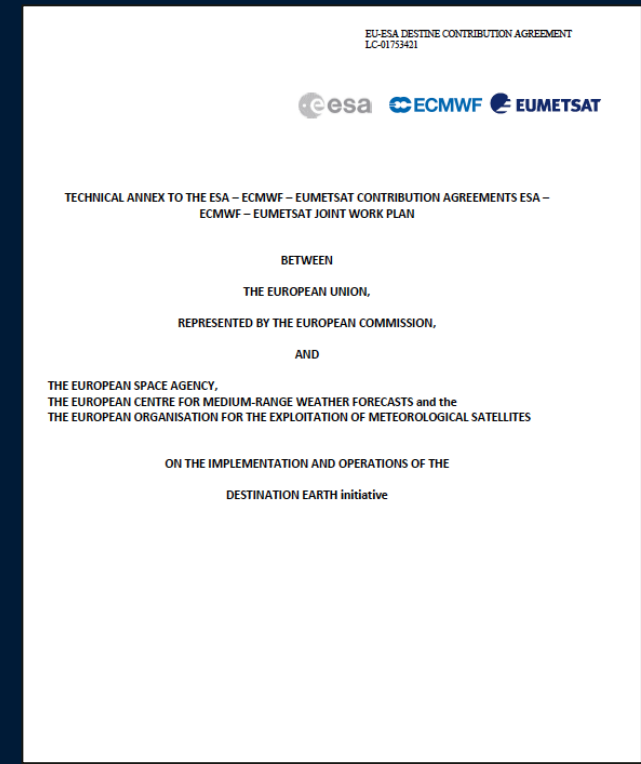 EU-ESA DESTINE CONTRIBUTION AGREEMENT
LC-01753421
esa ECMWF EUMETSAT
TECHNICAL ANNEX TO THE ESA – ECMWF – EUMETSAT CONTRIBUTION AGREEMENTS ESA –
ECMWF – EUMETSAT JOINT WORK PLAN
BETWEEN
THE EUROPEAN UNION,
REPRESENTED BY THE EUROPEAN COMMISSION,
AND
THE EUROPEAN SPACE AGENCY,
THE EUROPEAN CENTRE FOR MEDIUM-RANGE WEATHER FORECASTS and the
THE EUROPEAN ORGANISATION FOR THE EXPLOITATION OF METEOROLOGICAL SATELLITES
ON THE IMPLEMENTATION AND OPERATIONS OF THE
DESTINATION EARTH initiative